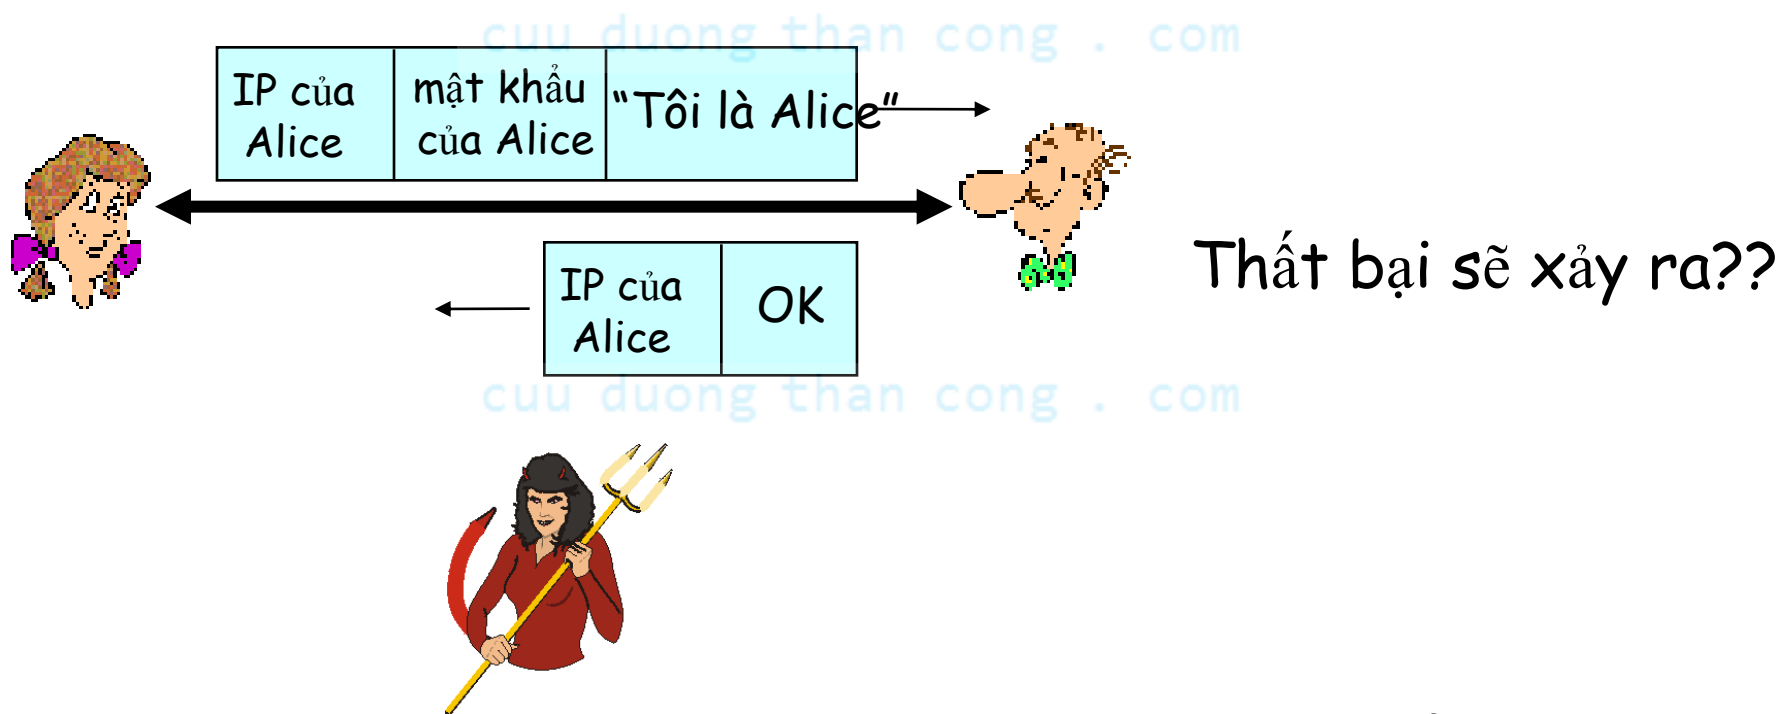 cuu duong than cong . com
IP của
Alice
mật khẩu
của Alice
“Tôi là Alice”
IP của
Alice
OK
Thất bại sẽ xảy ra??
cuu duong than cong . com